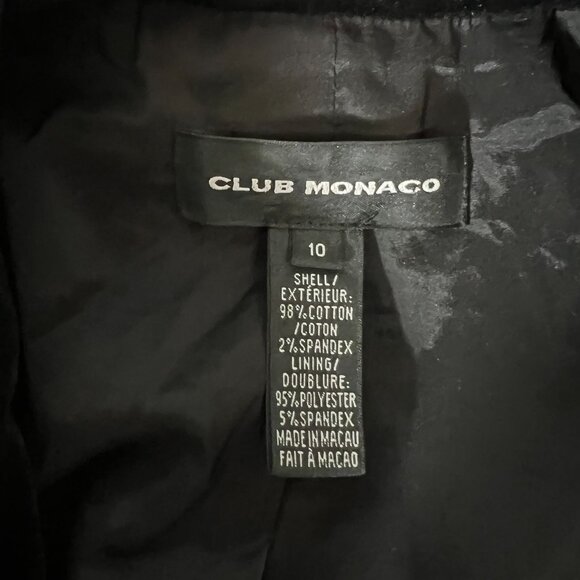 CLUB MONACO
10
SHELL/
EXTÉRIEUR:
98%COTTON
/COTON
2%SPANDEX
LINING/
DOUBLURE:
95%POLYESTER
5%SPANDEX
MADE IN MACAU
FAIT À MACAO